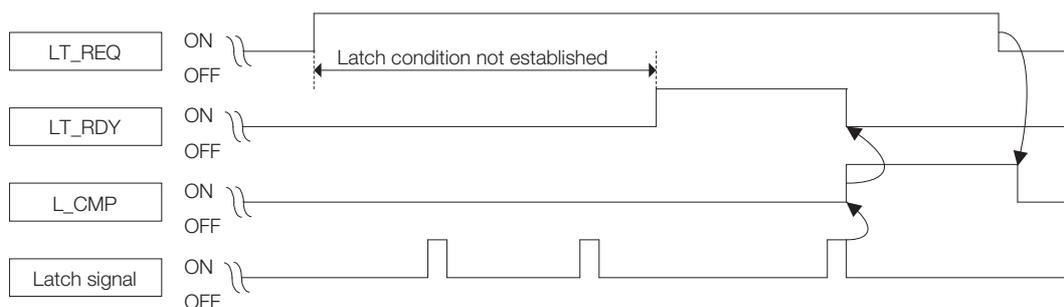 LT_REQ
ON
OFF
Latch condition not established
LT_RDY
ON
OFF
L_CMP
ON
OFF
Latch signal
ON
OFF